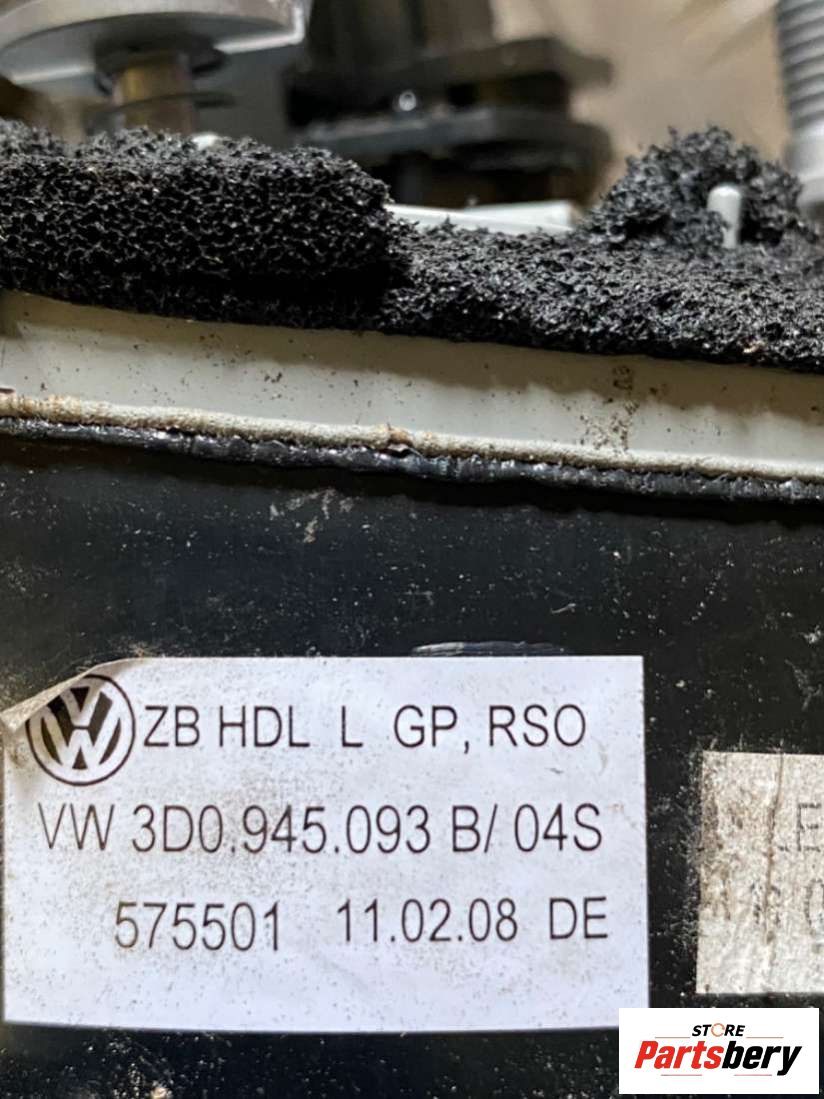 ZB HDL L GP, RSO
VW 3D0.945.093 B/ 04S
575501 11.02.08 DE
STORE
Partsbery